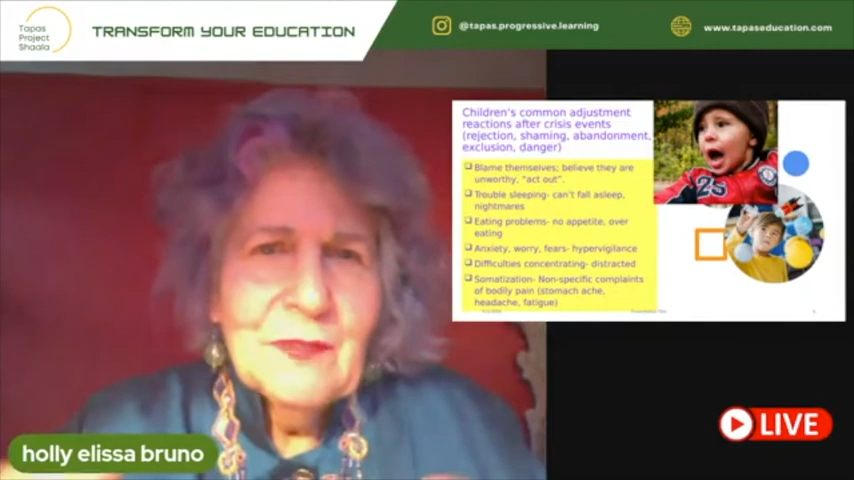 Tapas
Project
Shaala
TRANSFORM YOUR EDUCATION
@tapas.progressive.learning
www.tapaseducation.com
Children's common adjustment
reactions after crisis events
(rejection, shaming, abandonment,
exclusion, danger)
Blame themselves; believe they are
unworthy, "act out".
Trouble sleeping- can't fall asleep,
nightmares
Eating problems- no appetite, over
eating
Anxiety, worry, fears- hypervigilance
Difficulties concentrating- distracted
Somatization- Non-specific complaints
of bodily pain (stomach ache,
headache, fatigue)
25
LIVE
holly elissa bruno